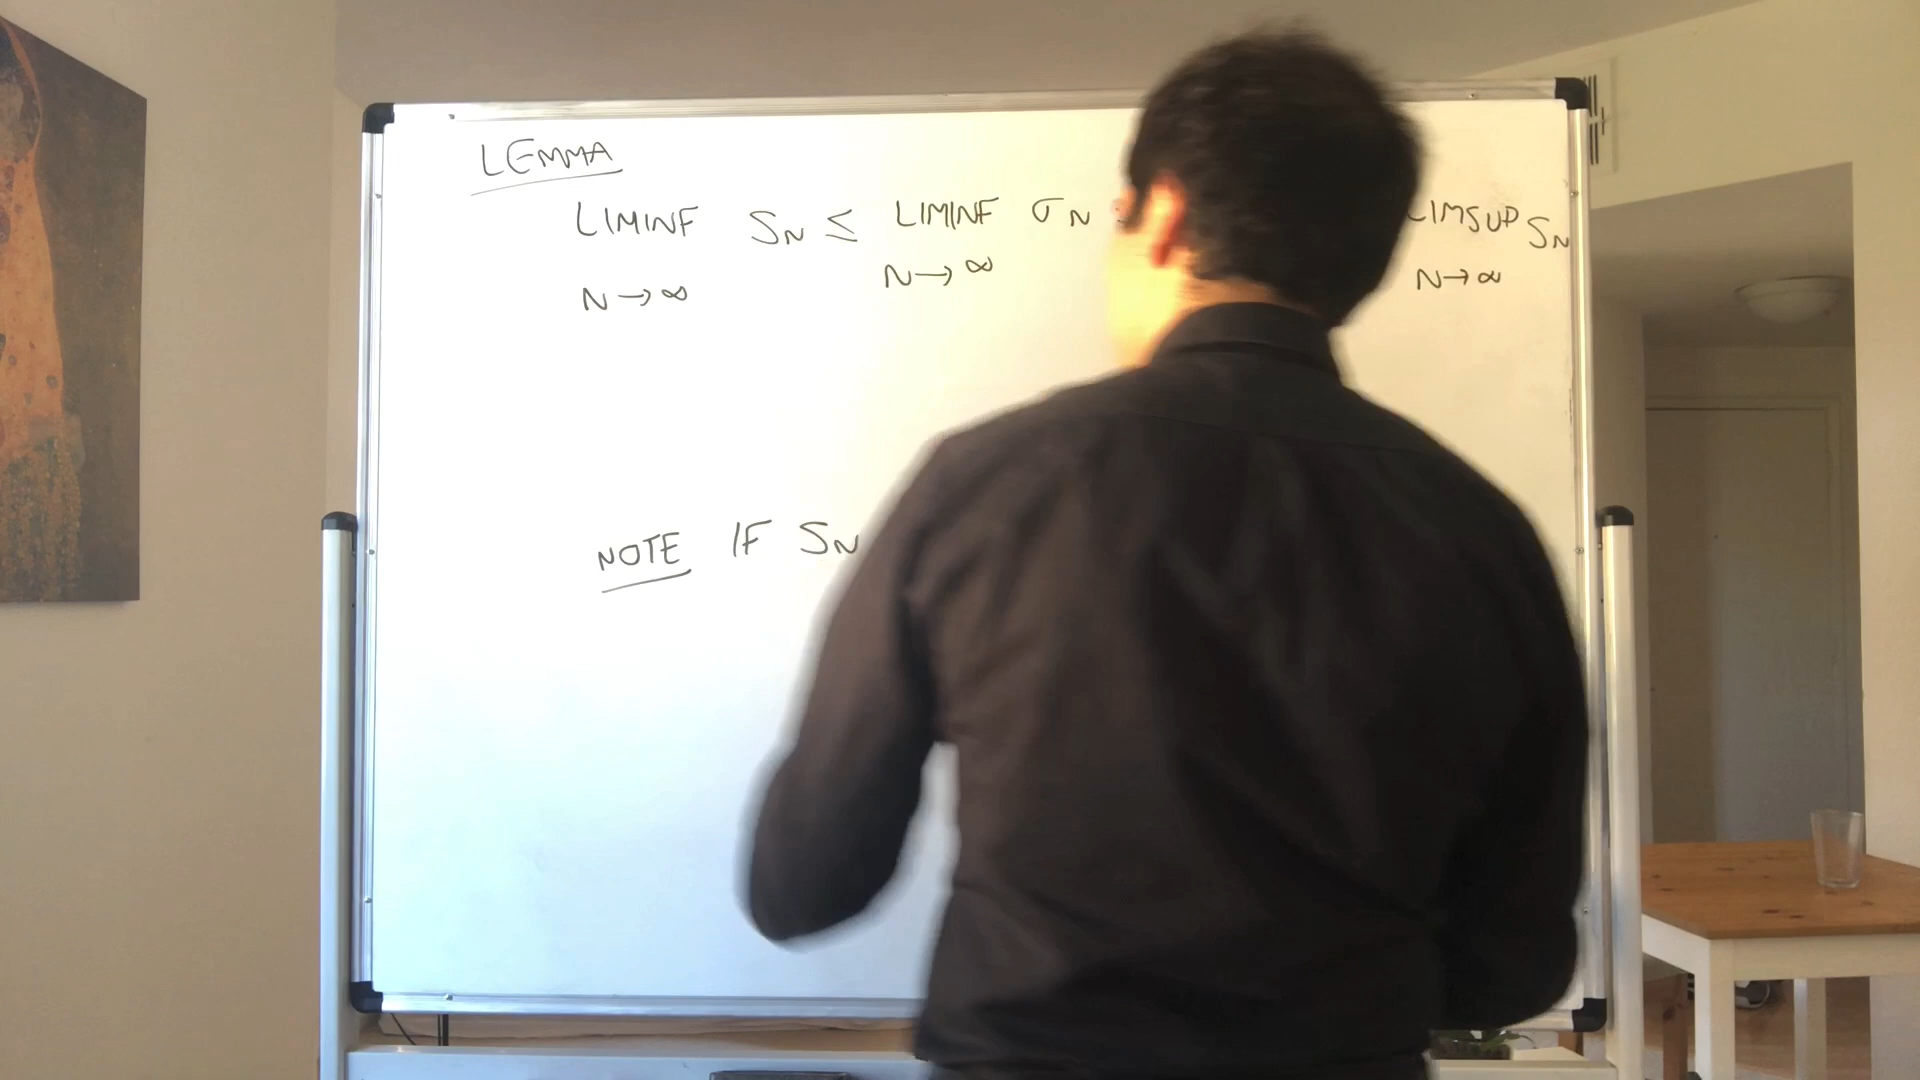 LEMMA
LIMINF SN ≤ LIMINF σN LIMSUP SN
N→∞ N→∞ N→∞
NOTE IF SN